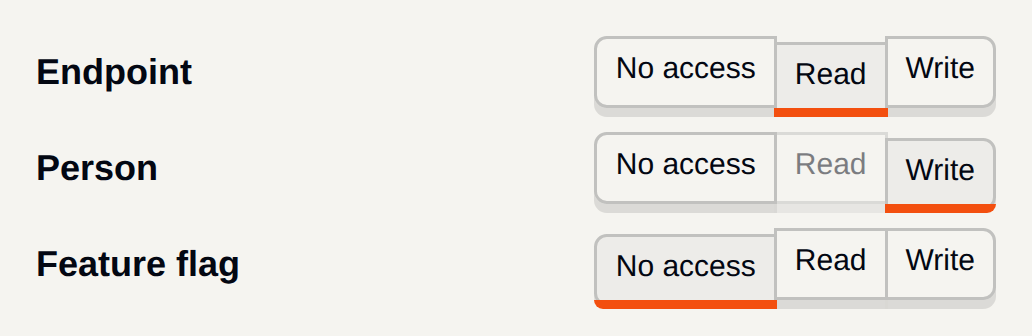 Endpoint No access Read Write
Person No access Read Write
Feature flag No access Read Write